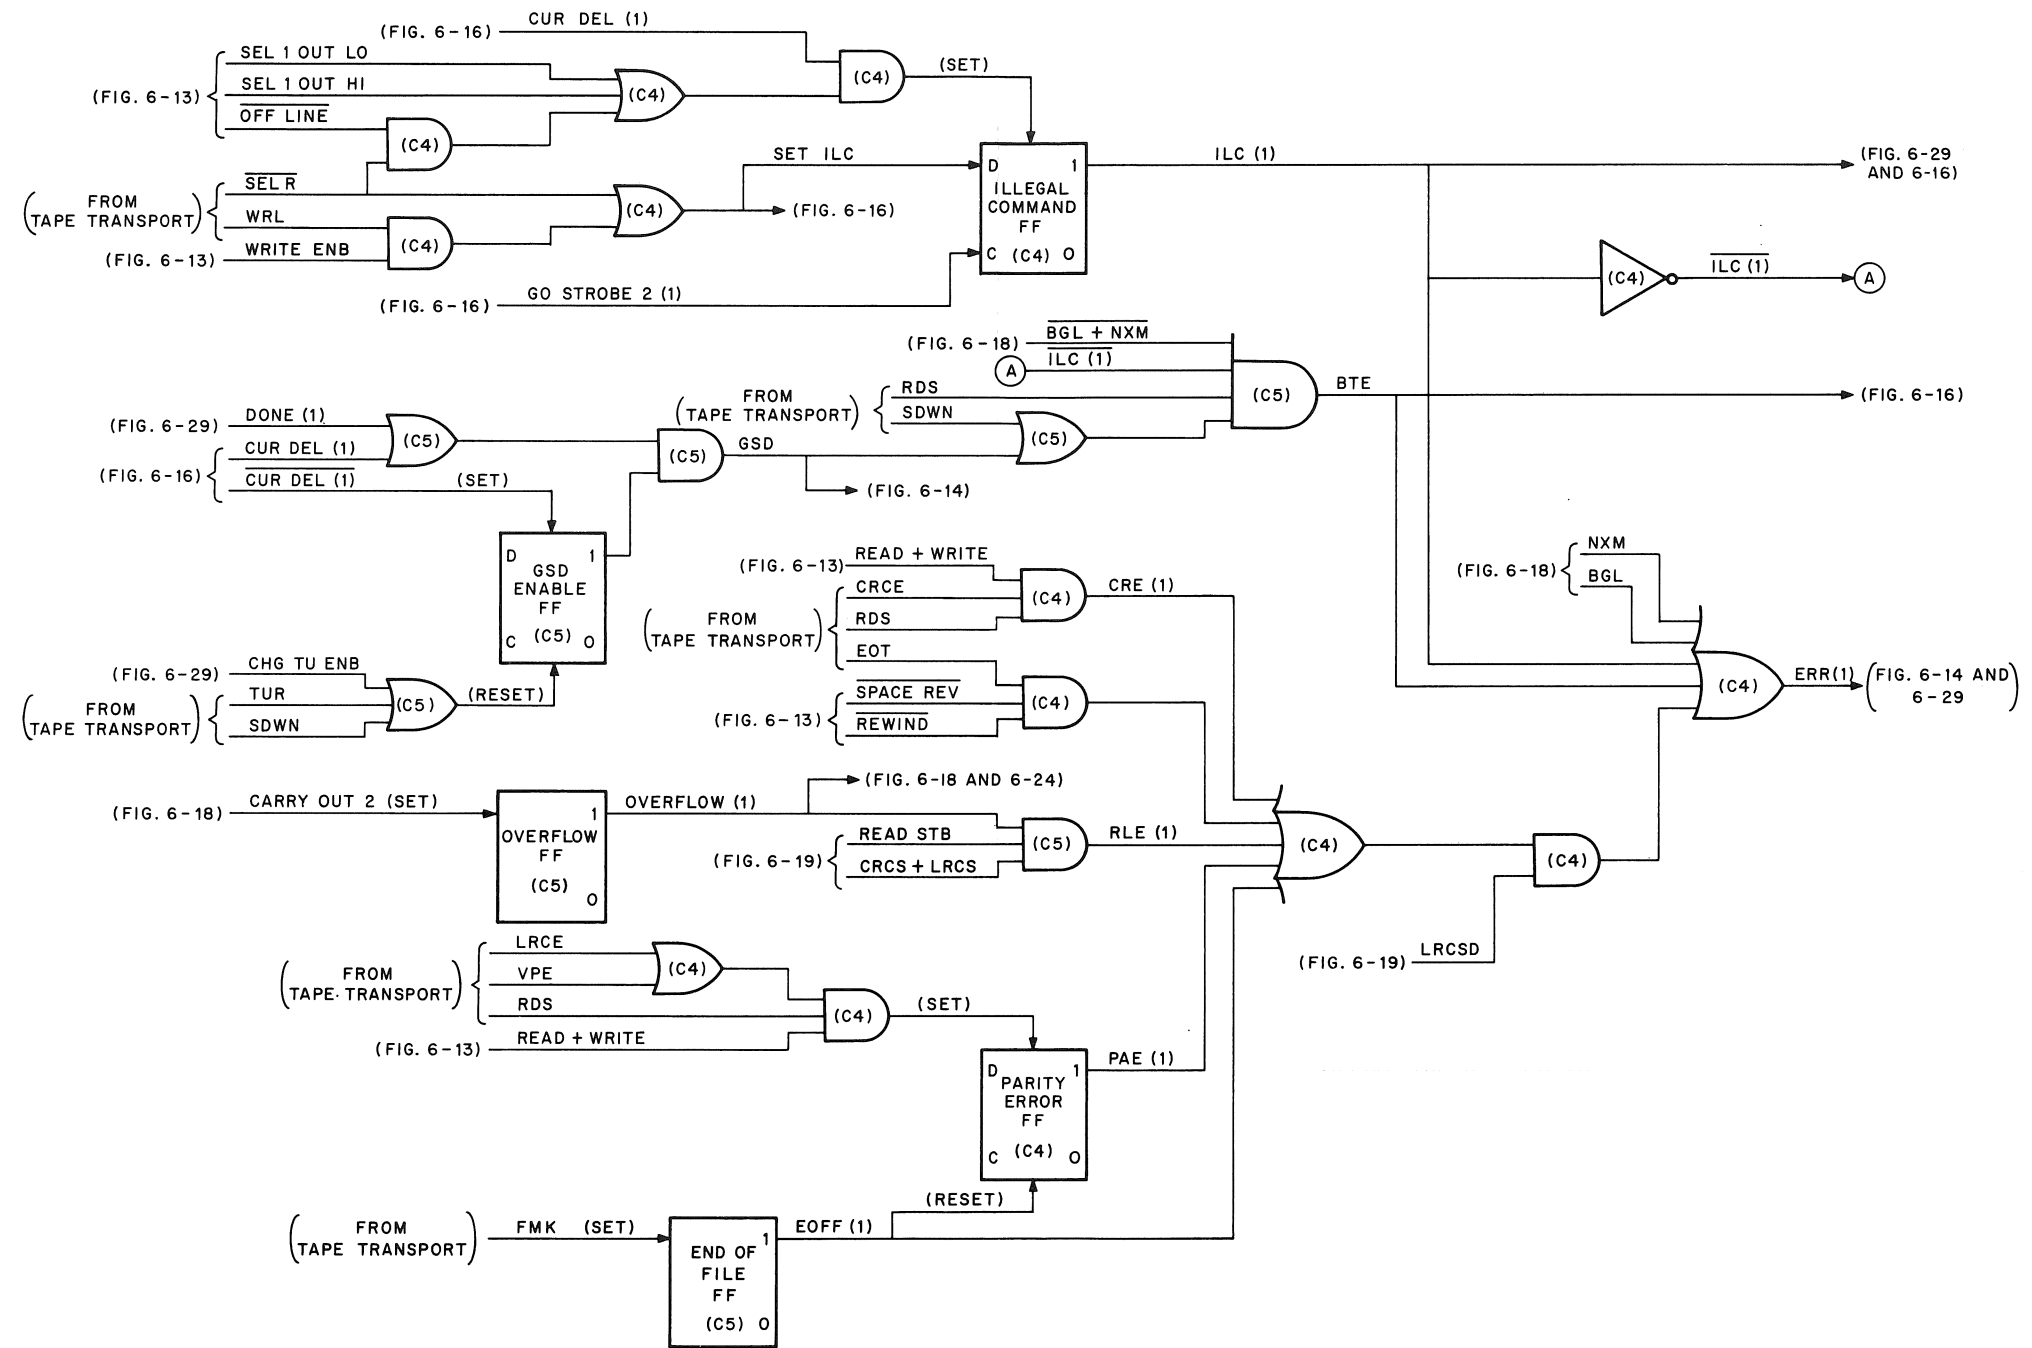 CUR DEL (1)
(FIG. 6-16)
SEL 1 OUT LO
SEL 1 OUT HI
(FIG. 6-13)
OFF LINE
(C4)
(C4)
(C4)
(SET)
SEL R
(FROM TAPE TRANSPORT)
WRL
(FIG. 6-13)
WRITE ENB
(C4)
(C4)
SET ILC
(FIG. 6-16)
D 1
ILLEGAL
COMMAND
FF
C (C4) O
(FIG. 6-16)
GO STROBE 2 (1)
ILC (1)
(FIG. 6-29
AND 6-16)
(C4)
ILC (1)
A
(FIG. 6-18)
BGL + NXM
A
ILC (1)
(FROM
TAPE TRANSPORT)
RDS
SDWN
(C5)
(C5)
BTE
(FIG. 6-16)
(FIG. 6-29)
DONE (1)
CUR DEL (1)
(FIG. 6-16)
CUR DEL (1)
(SET)
(C5)
(C5)
GSD
(FIG. 6-14)
D 1
GSD
ENABLE
FF
C (C5) O
(FIG. 6-29)
CHG TU ENB
(FROM
TAPE TRANSPORT)
TUR
SDWN
(C5)
(RESET)
(FIG. 6-13)
READ + WRITE
(FROM
TAPE TRANSPORT)
CRCE
RDS
EOT
(C4)
CRE (1)
(FIG. 6-13)
SPACE REV
REWIND
(C4)
NXM
(FIG. 6-18)
BGL
(C4)
ERR(1)
(FIG. 6-14 AND
6-29)
(FIG. 6-18)
CARRY OUT 2 (SET)
1
OVERFLOW
FF
(C5)
O
OVERFLOW (1)
(FIG. 6-18 AND 6-24)
(FIG. 6-19)
READ STB
CRCS + LRCS
(C5)
RLE (1)
(C4)
(C4)
(FIG. 6-19)
LRCSD
(FROM
TAPE TRANSPORT)
LRCE
VPE
RDS
(C4)
(FIG. 6-13)
READ + WRITE
(C4)
(SET)
D 1
PARITY
ERROR
FF
C (C4) O
PAE (1)
(RESET)
(FROM
TAPE TRANSPORT)
FMK (SET)
1
END OF
FILE
FF
(C5) O
EOFF (1)